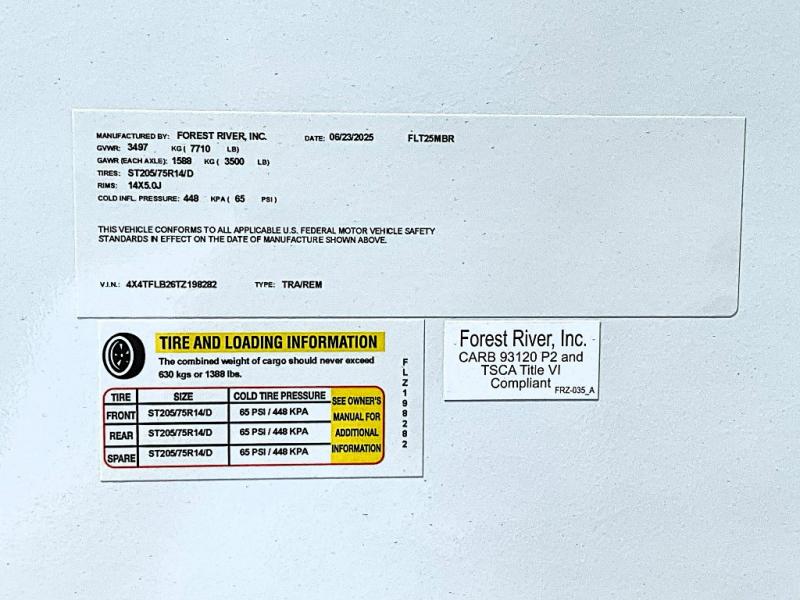 MANUFACTURED BY: FOREST RIVER, INC. DATE: 06/23/2025 FLT25MBR
GVWR: 3497 KG ( 7710 LB)
GAWR (EACH AXLE): 1588 KG ( 3500 LB)
TIRES: ST205/75R14/D
RIMS: 14X5.0J
COLD INFL. PRESSURE: 448 KPA ( 65 PSI )
THIS VEHICLE CONFORMS TO ALL APPLICABLE U.S. FEDERAL MOTOR VEHICLE SAFETY
STANDARDS IN EFFECT ON THE DATE OF MANUFACTURE SHOWN ABOVE.
V.I.N.: 4X4TFLB26TZ198282 TYPE: TRA/REM
TIRE AND LOADING INFORMATION
The combined weight of cargo should never exceed
630 kgs or 1388 lbs.
TIRE SIZE COLD TIRE PRESSURE
FRONT ST205/75R14/D 65 PSI / 448 KPA
REAR ST205/75R14/D 65 PSI / 448 KPA
SPARE ST205/75R14/D 65 PSI / 448 KPA
SEE OWNER'S
MANUAL FOR
ADDITIONAL
INFORMATION
FLZ198282
Forest River, Inc.
CARB 93120 P2 and
TSCA Title VI
Compliant FRZ-035_A